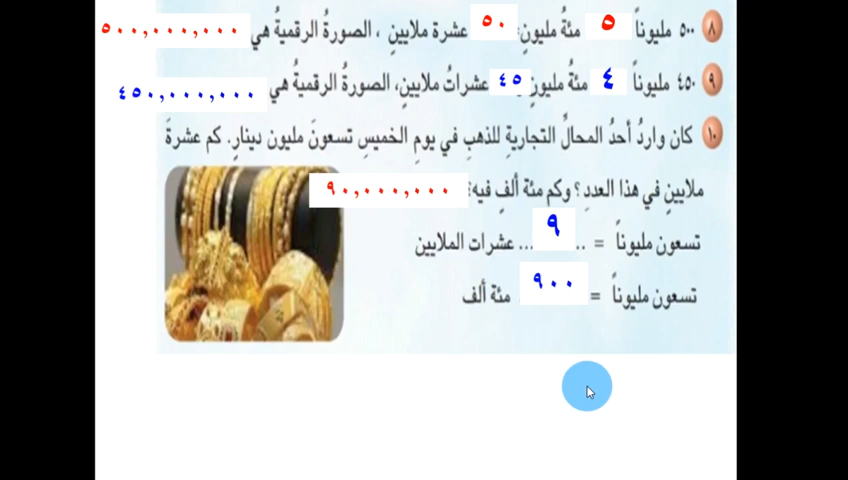 ٨ ٥٠٠ مليوناً ٥ مئةُ مليونٍ، ٥٠ عشرة ملايين ، الصورةُ الرقميةُ هي ٥٠٠,٠٠٠,٠٠٠
٩ ٤٥٠ مليوناً ٤ مئةُ مليونٍ ٤٥ عشراتُ ملايين، الصورةُ الرقميةُ هي ٤٥٠,٠٠٠,٠٠٠
١٠ كان واردُ أحدُ المحالِّ التجاريةِ للذهبِ في يومِ الخميسِ تسعونَ مليون دينارٍ. كم عشرةَ
ملايينٍ في هذا العددِ؟ وكم مئة ألفٍ فيه؟ ٩٠,٠٠٠,٠٠٠
تسعون مليوناً = .. ٩ ... عشرات الملايين
تسعون مليوناً = ٩٠٠ مئة ألف